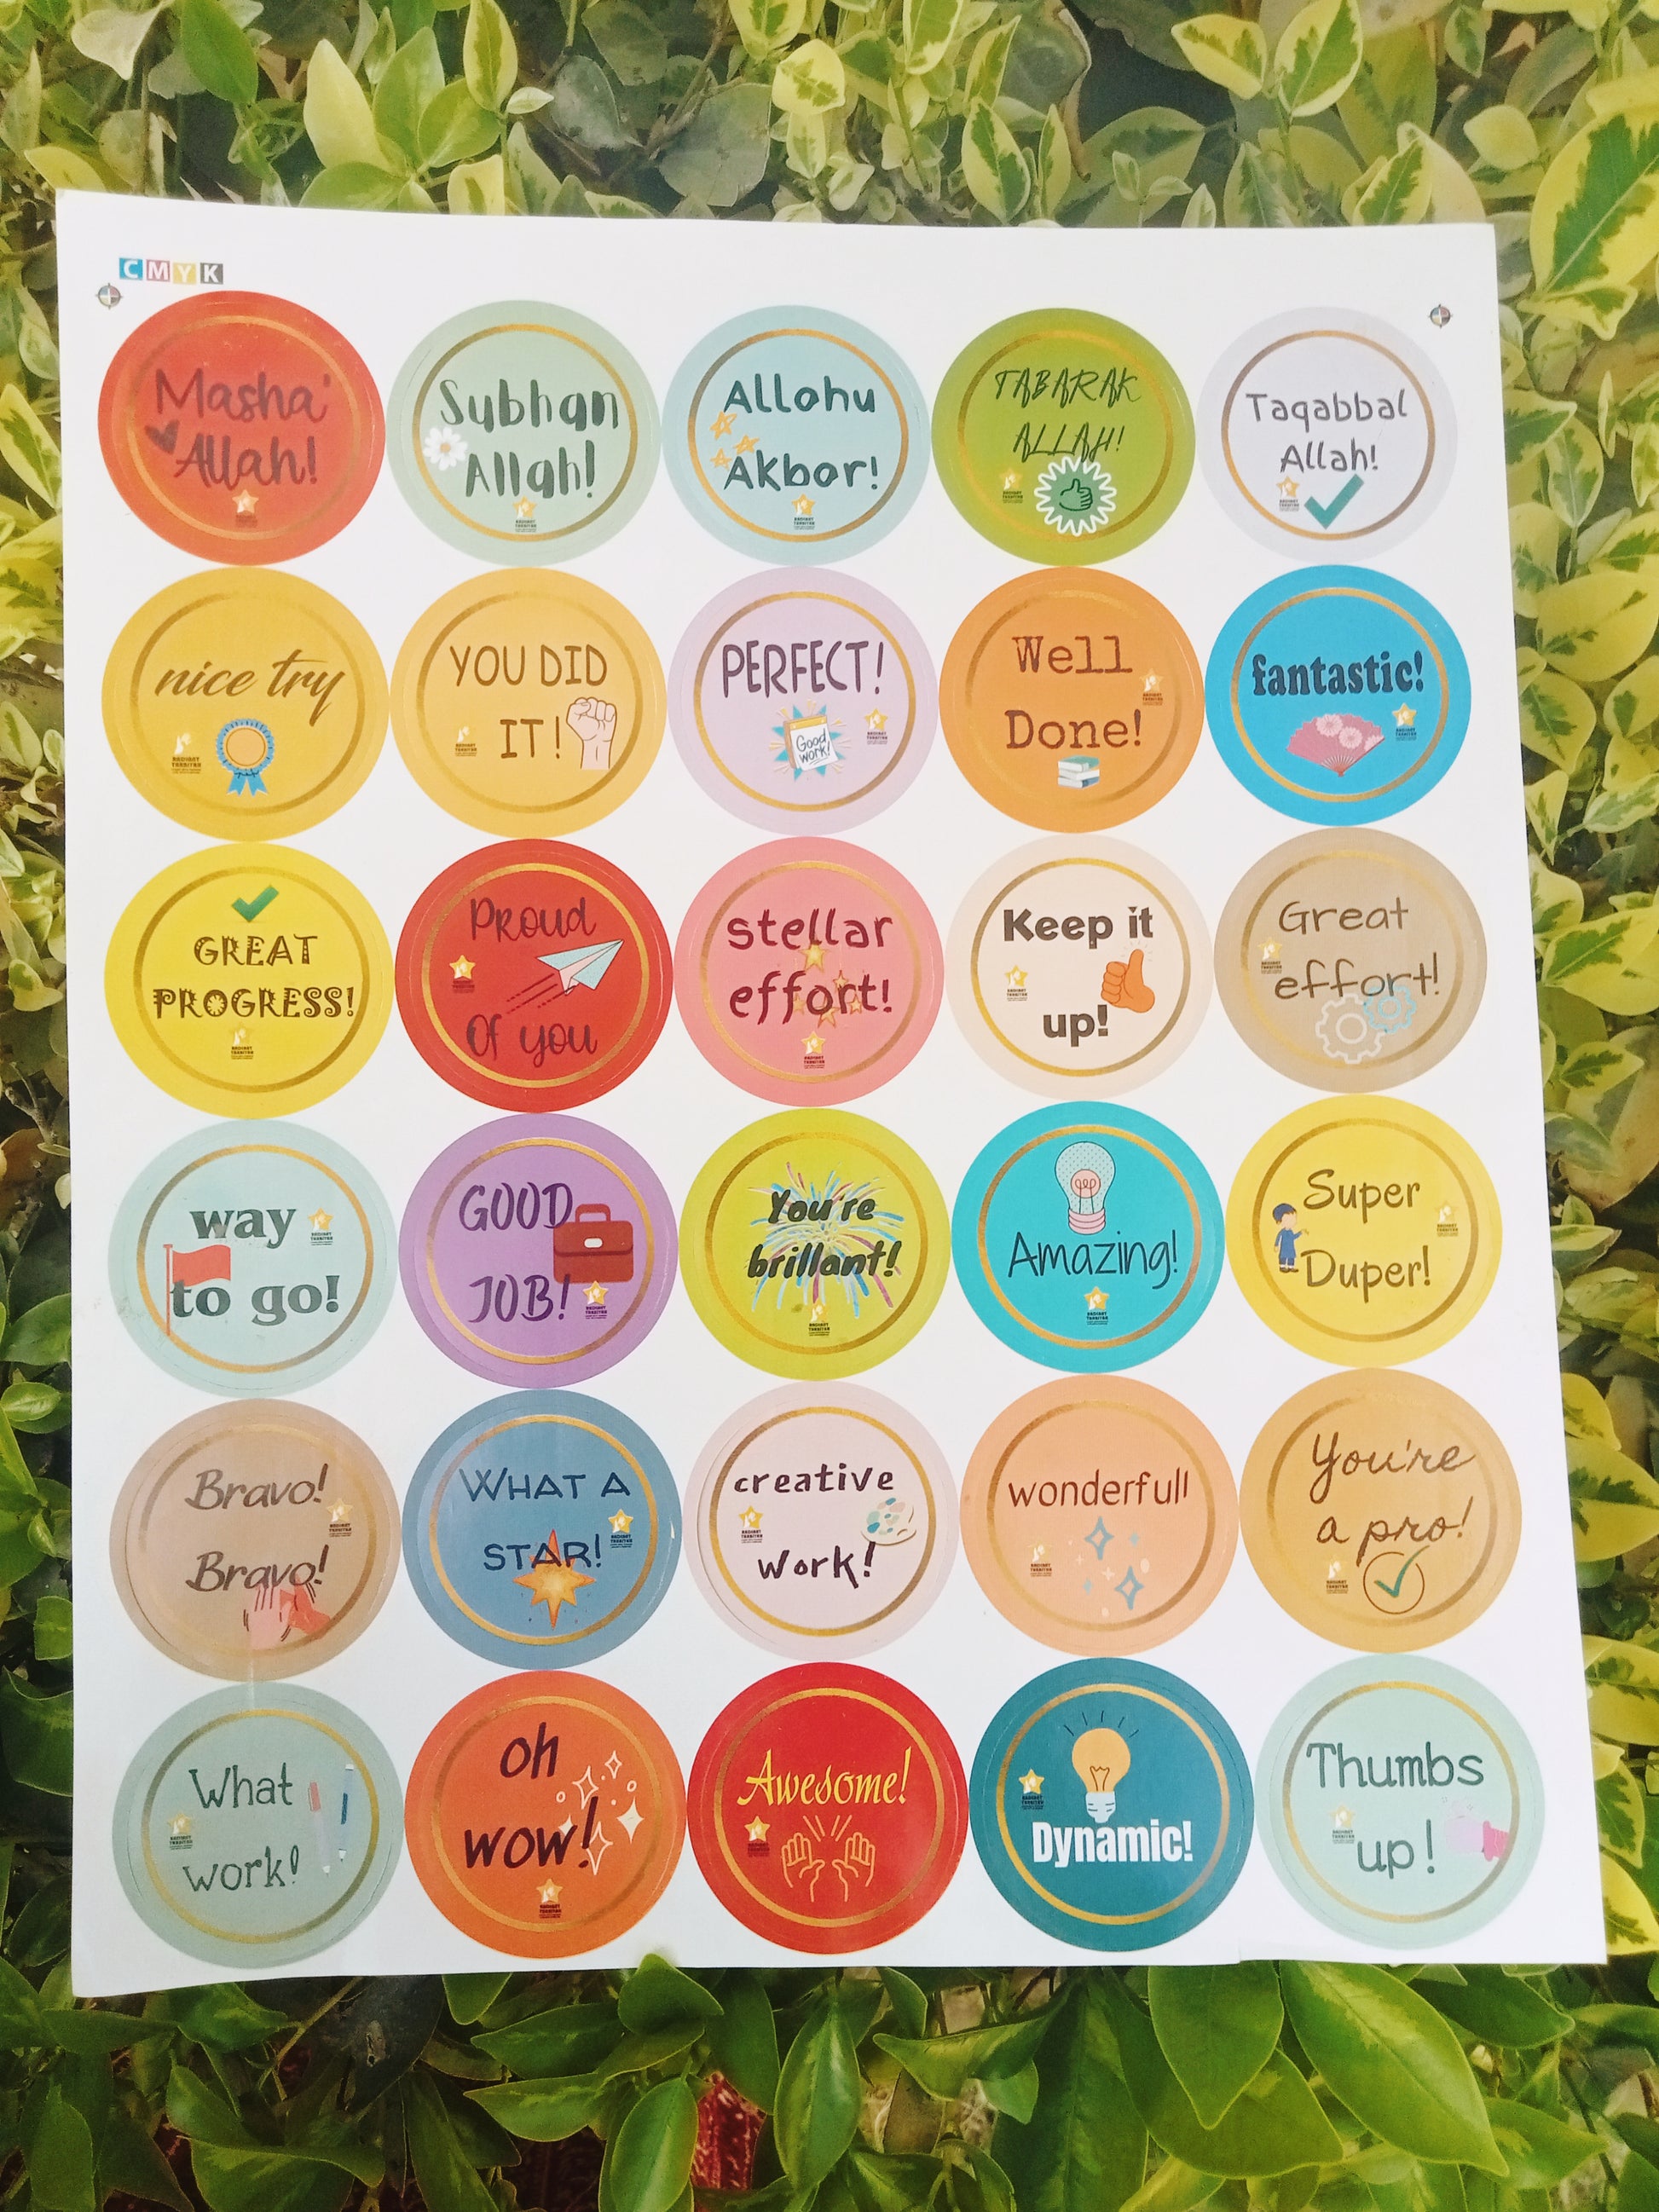 CMYK
Masha'
Allah!
Subhan
Allah!
Allohu
Akbor!
TABARAK
ALLAH!
Taqabbal
Allah!
nice try
YOU DID
IT!
PERFECT!
Good
work!
Well
Done!
fantastic!
GREAT
PROGRESS!
Proud
Of you
stellar
effort!
Keep it
up!
Great
effort!
way
to go!
GOOD
JOB!
You're
brillant!
Amazing!
Super
Duper!
Bravo!
Bravo!
WHAT A
STAR!
creative
work!
wonderful!
You're
a pro!
What
work!
oh
wow!
Awesome!
Dynamic!
Thumbs
up!